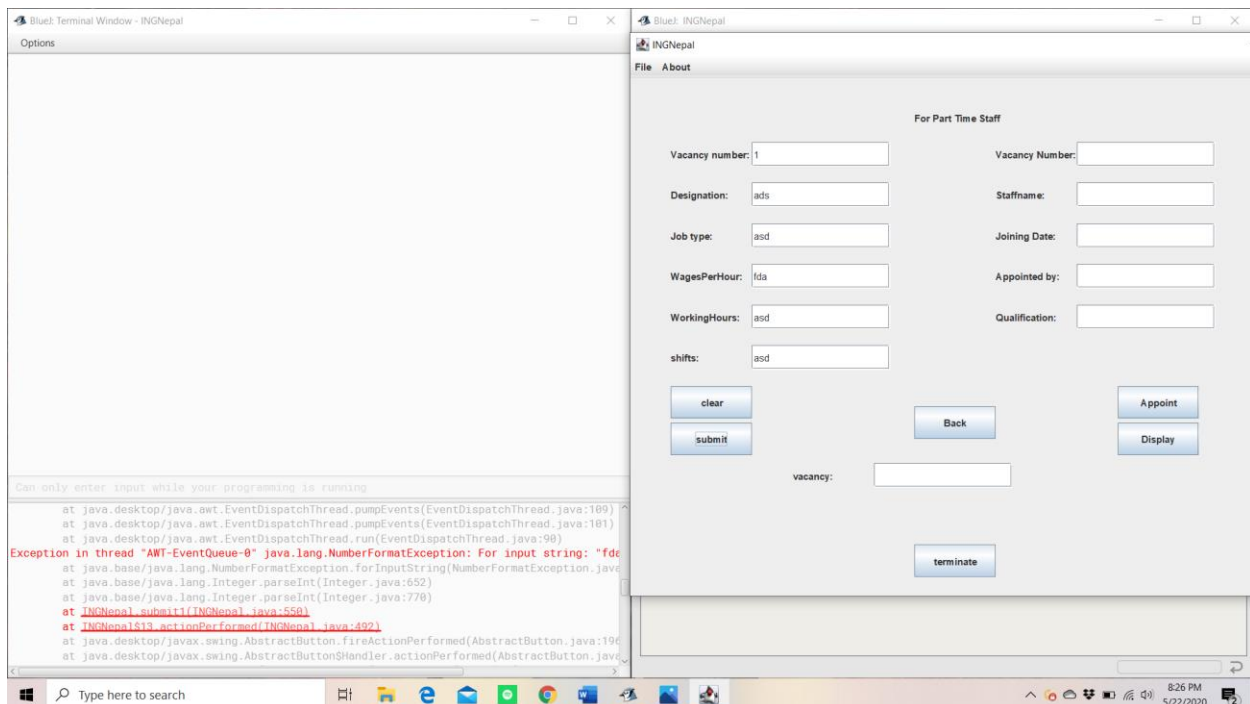 BlueJ: Terminal Window - INGNepal
Options
Can only enter input while your programming is running
at java.desktop/java.awt.EventDispatchThread.pumpEvents(EventDispatchThread.java:109)
at java.desktop/java.awt.EventDispatchThread.pumpEvents(EventDispatchThread.java:101)
at java.desktop/java.awt.EventDispatchThread.run(EventDispatchThread.java:90)
Exception in thread "AWT-EventQueue-0" java.lang.NumberFormatException: For input string: "fda
at java.base/java.lang.NumberFormatException.forInputString(NumberFormatException.java
at java.base/java.lang.Integer.parseInt(Integer.java:652)
at java.base/java.lang.Integer.parseInt(Integer.java:770)
at INGNepal.submit1(INGNepal.java:550)
at INGNepal$13.actionPerformed(INGNepal.java:492)
at java.desktop/javax.swing.AbstractButton.fireActionPerformed(AbstractButton.java:196
at java.desktop/javax.swing.AbstractButton$Handler.actionPerformed(AbstractButton.java
BlueJ: INGNepal
INGNepal
File About
For Part Time Staff
Vacancy number: 1 Vacancy Number:
Designation: ads Staffname:
Job type: asd Joining Date:
WagesPerHour: fda Appointed by:
WorkingHours: asd Qualification:
shifts: asd
clear
Back
Appoint
submit
Display
vacancy:
terminate
Type here to search
8:26 PM
5/22/2020
2